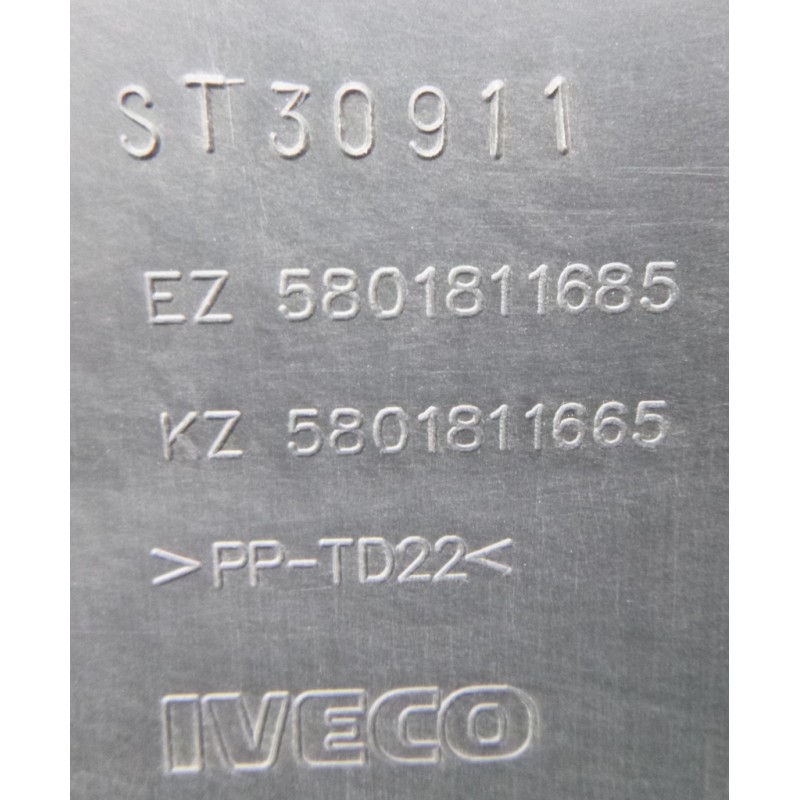 ST30911
EZ 5801811685
KZ 5801811665
>PP-TD22<
IVECO